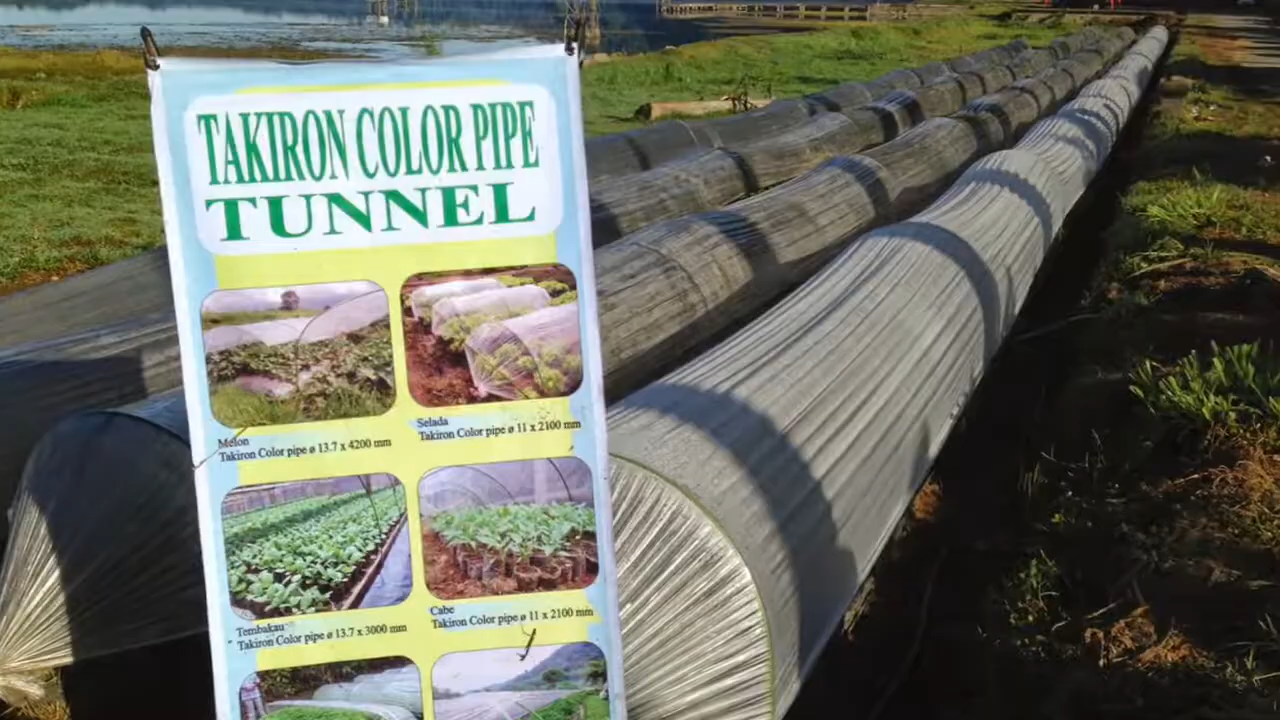 TAKIRON COLOR PIPE
TUNNEL
Melon
Takiron Color pipe ø 13.7 x 4200 mm
Selada
Takiron Color pipe ø 11 x 2100 mm
Tembakau
Takiron Color pipe ø 13.7 x 3000 mm
Cabe
Takiron Color pipe ø 11 x 2100 mm